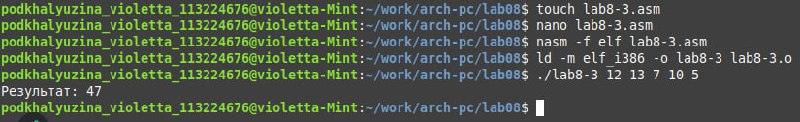 podkhalyuzina_violetta_113224676@violetta-Mint:~/work/arch-pc/lab08$ touch lab8-3.asm
podkhalyuzina_violetta_113224676@violetta-Mint:~/work/arch-pc/lab08$ nano lab8-3.asm
podkhalyuzina_violetta_113224676@violetta-Mint:~/work/arch-pc/lab08$ nasm -f elf lab8-3.asm
podkhalyuzina_violetta_113224676@violetta-Mint:~/work/arch-pc/lab08$ ld -m elf_i386 -o lab8-3 lab8-3.o
podkhalyuzina_violetta_113224676@violetta-Mint:~/work/arch-pc/lab08$ ./lab8-3 12 13 7 10 5
Результат: 47
podkhalyuzina_violetta_113224676@violetta-Mint:~/work/arch-pc/lab08$